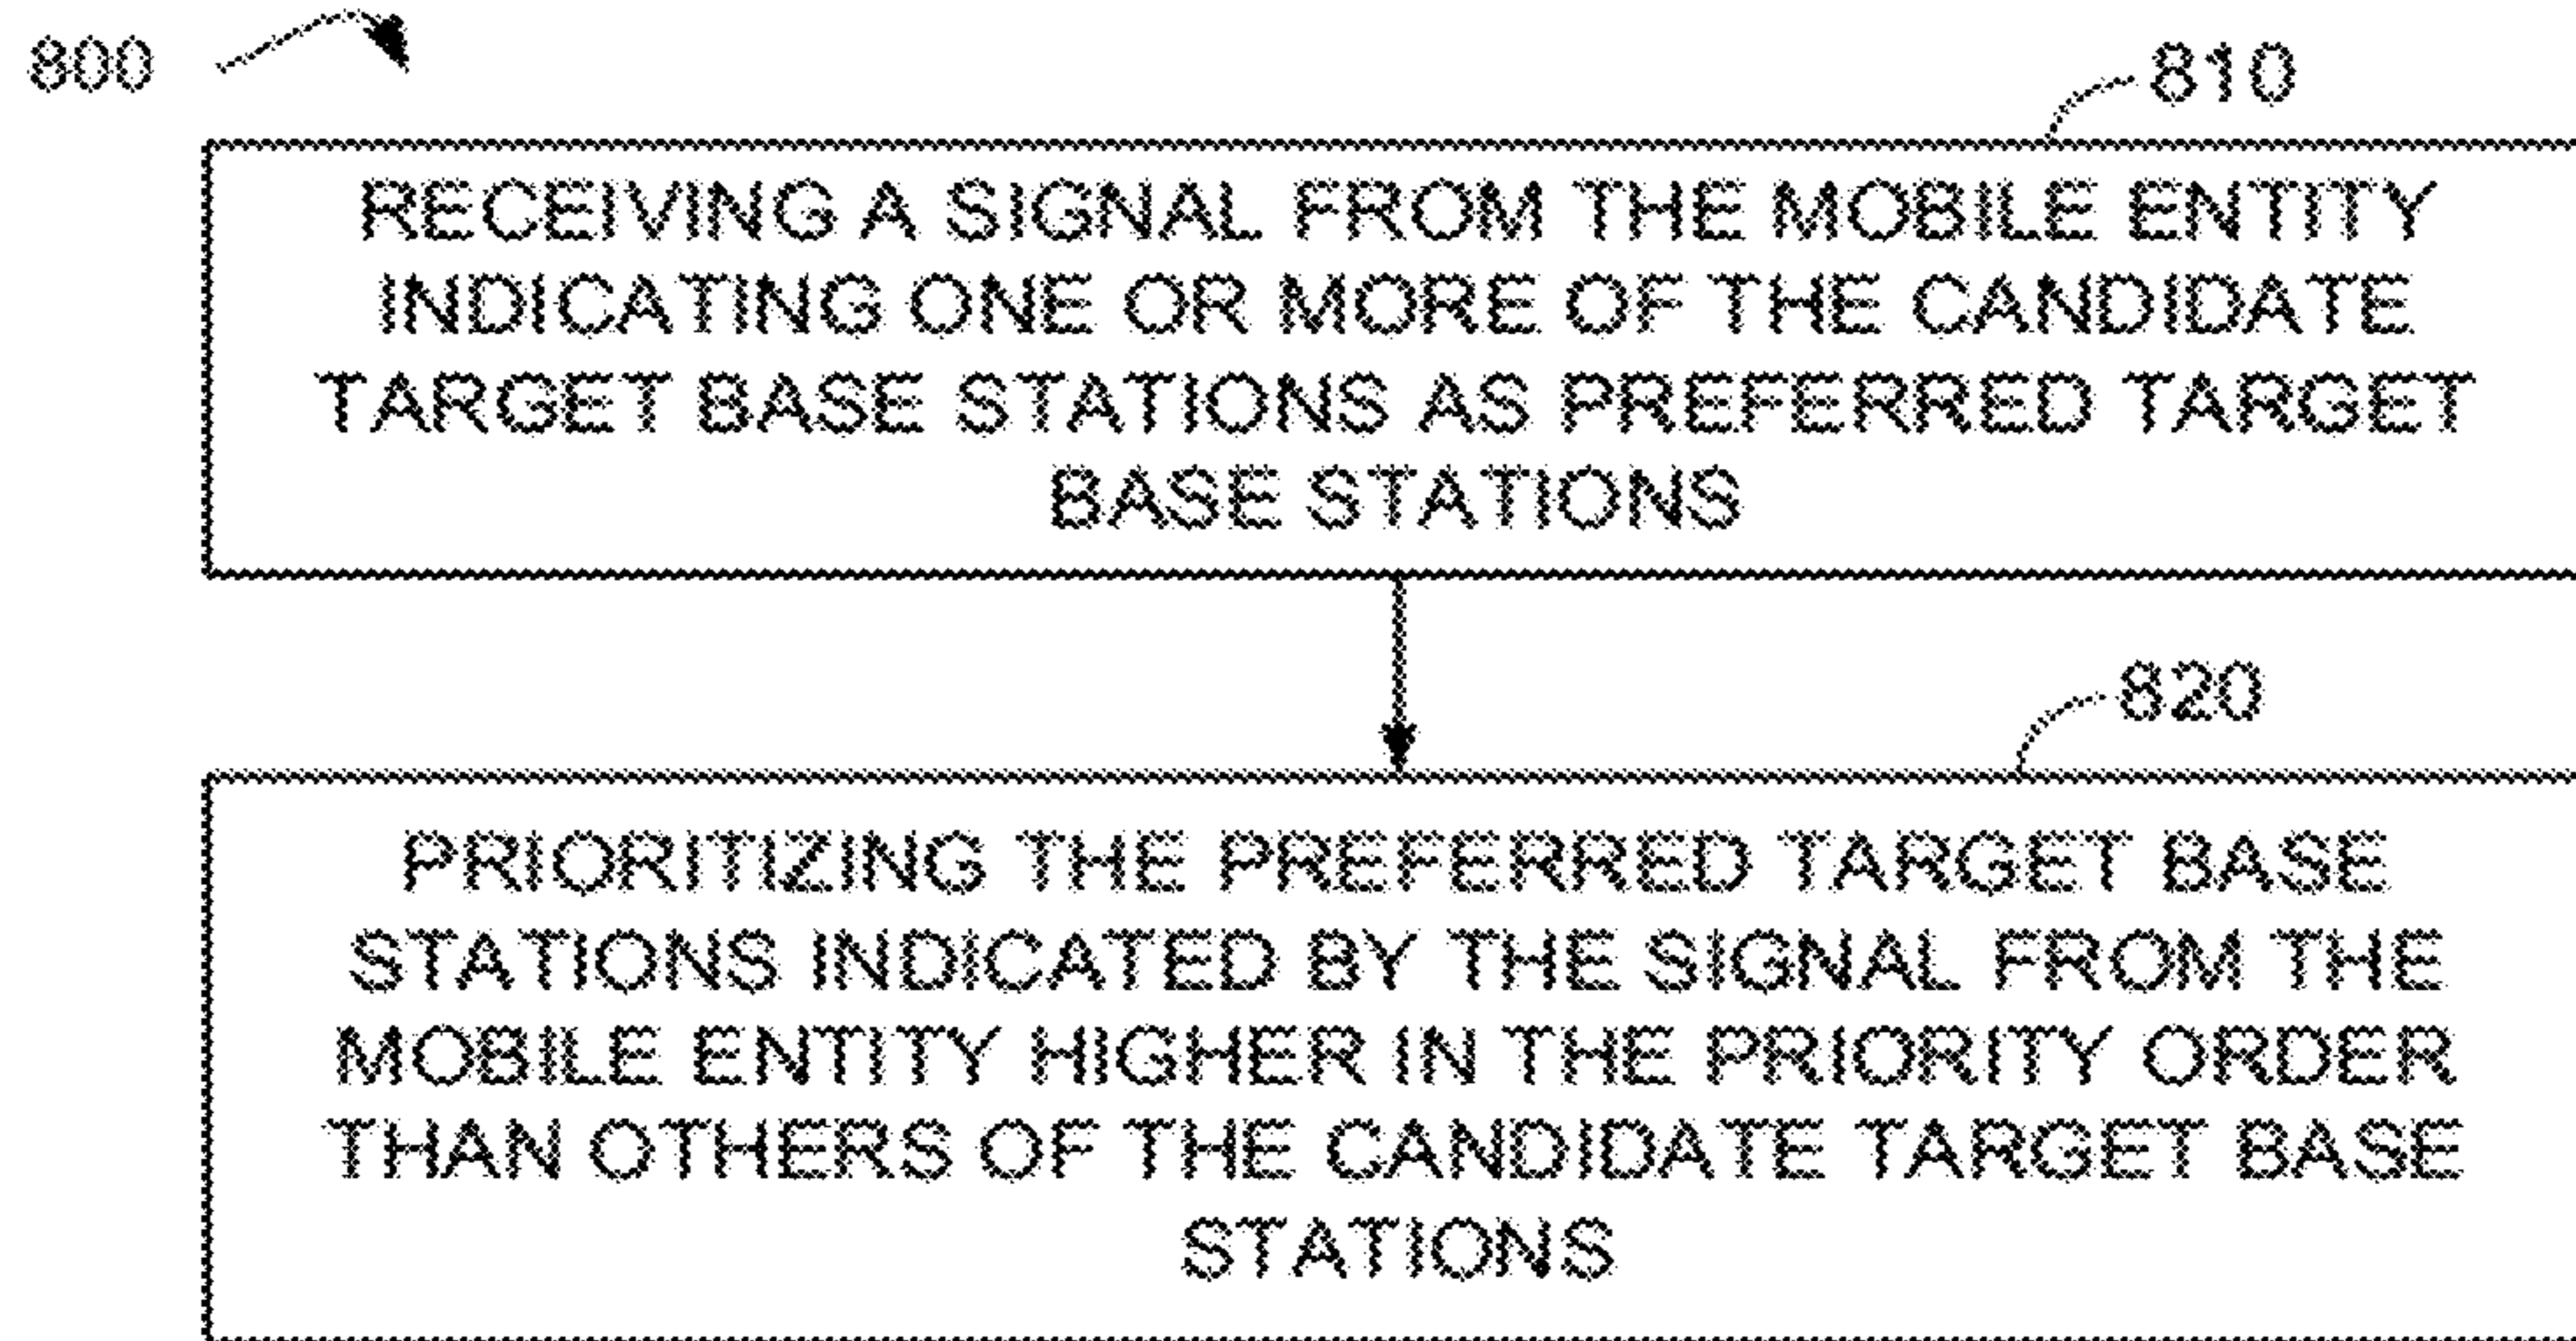 800
810
RECEIVING A SIGNAL FROM THE MOBILE ENTITY
INDICATING ONE OR MORE OF THE CANDIDATE
TARGET BASE STATIONS AS PREFERRED TARGET
BASE STATIONS
820
PRIORITIZING THE PREFERRED TARGET BASE
STATIONS INDICATED BY THE SIGNAL FROM THE
MOBILE ENTITY HIGHER IN THE PRIORITY ORDER
THAN OTHERS OF THE CANDIDATE TARGET BASE
STATIONS